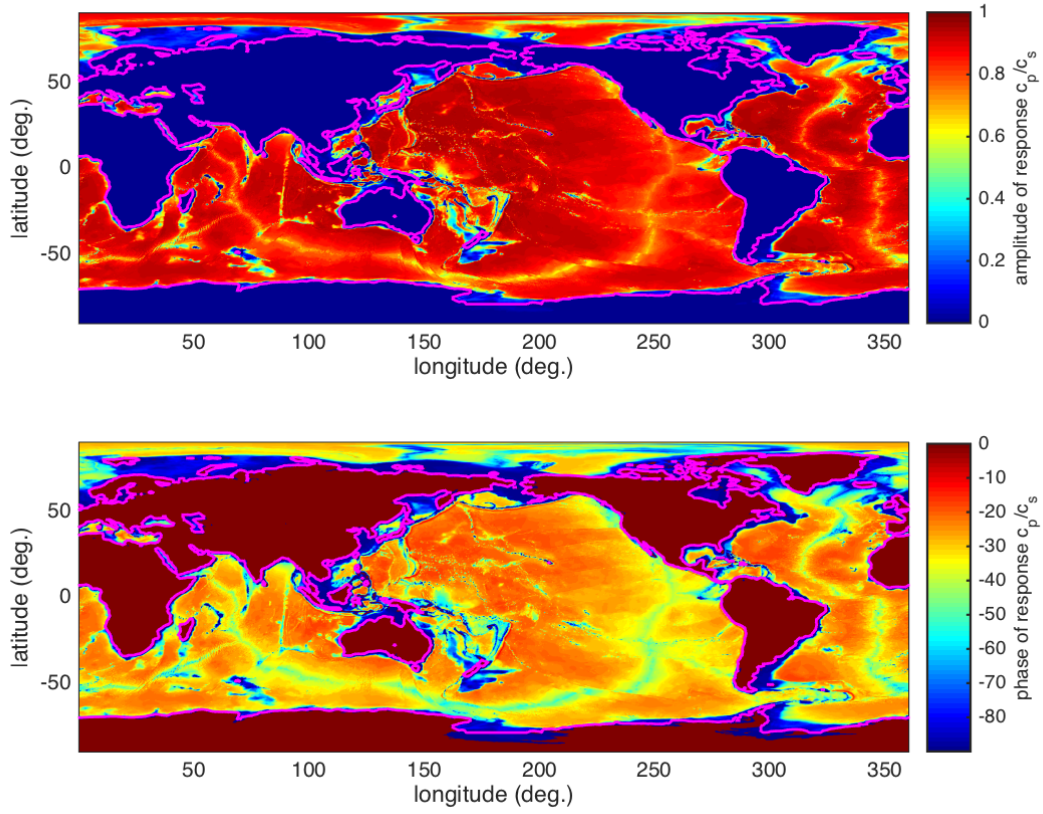 1
0.8
0.6
0.4
0.2
0
amplitude of response c_p/c_s
50
0
-50
latitude (deg.)
50 100 150 200 250 300 350
longitude (deg.)
0
-10
-20
-30
-40
-50
-60
-70
-80
phase of response c_p/c_s
50
0
-50
latitude (deg.)
50 100 150 200 250 300 350
longitude (deg.)